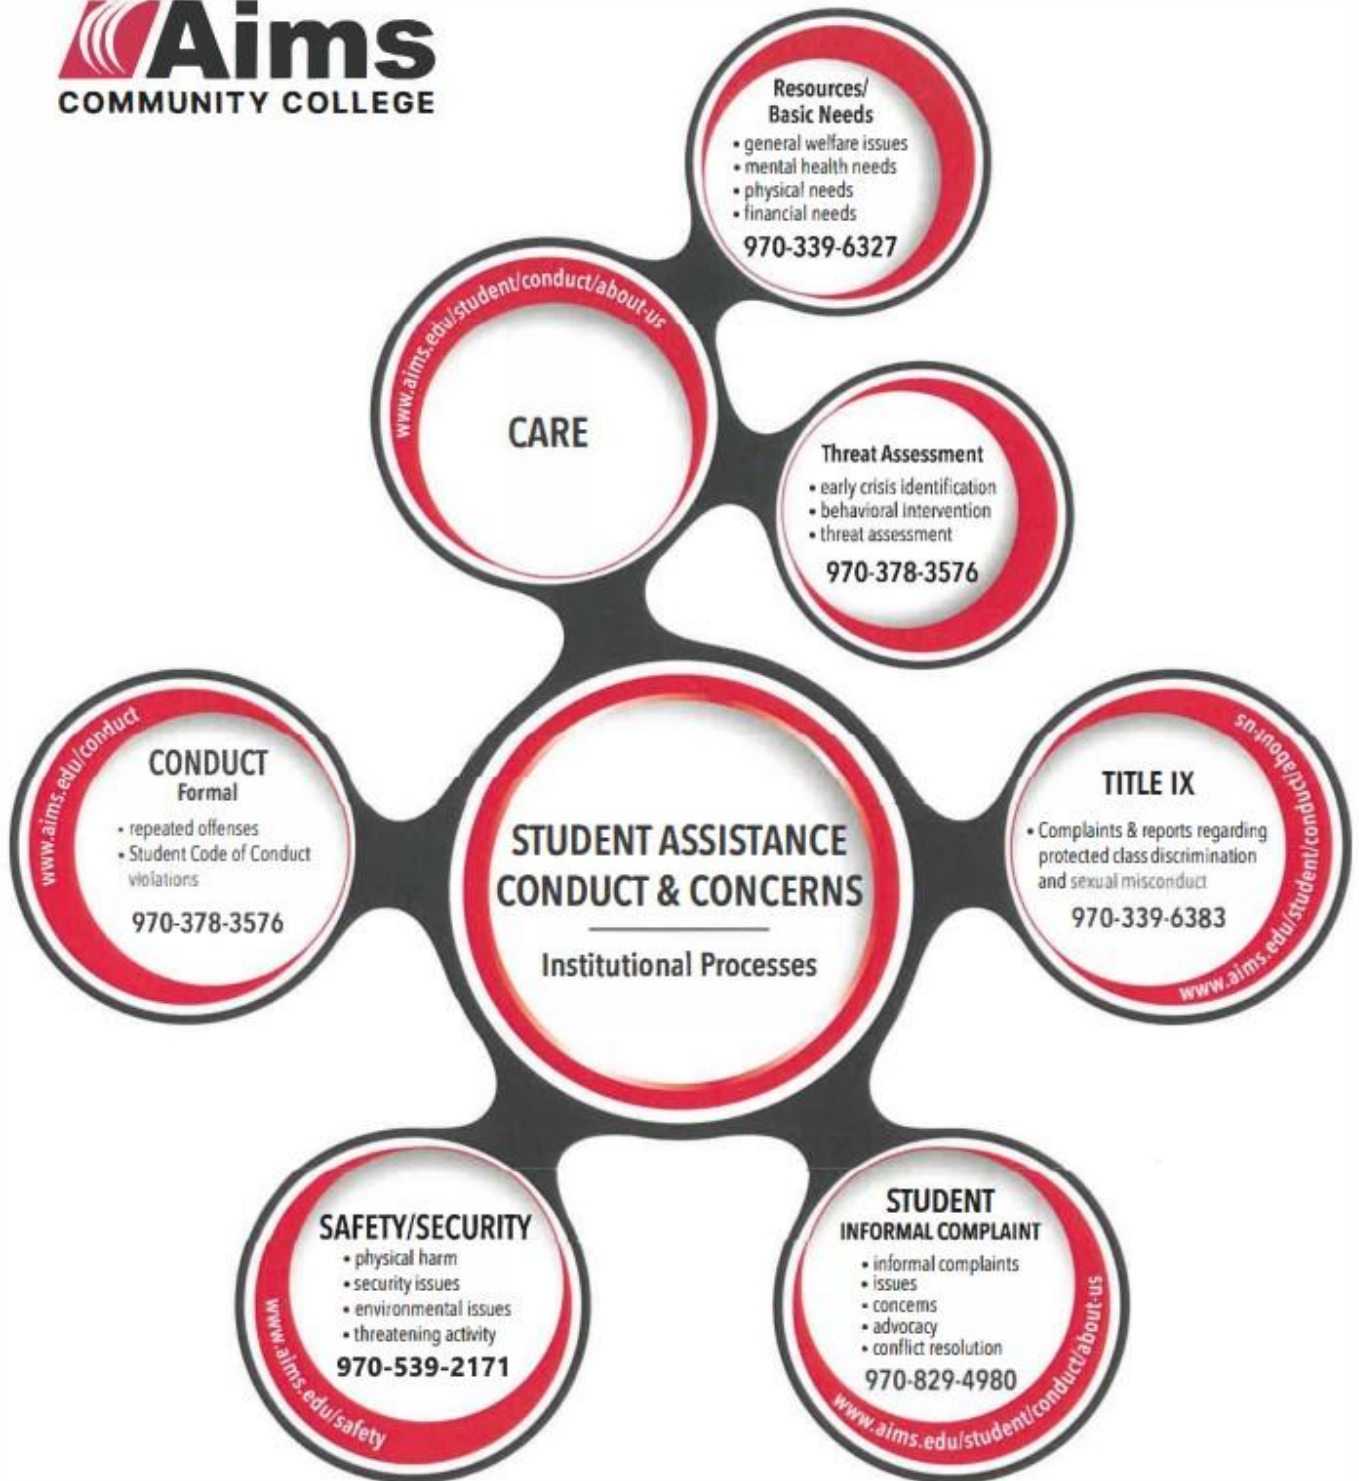 Aims
COMMUNITY COLLEGE
Resources/
Basic Needs
• general welfare issues
• mental health needs
• physical needs
• financial needs
970-339-6327
www.aims.edu/student/conduct/about-us
CARE
Threat Assessment
• early crisis identification
• behavioral intervention
• threat assessment
970-378-3576
www.aims.edu/conduct
CONDUCT
Formal
• repeated offenses
• Student Code of Conduct
violations
970-378-3576
STUDENT ASSISTANCE
CONDUCT & CONCERNS
Institutional Processes
TITLE IX
• Complaints & reports regarding
protected class discrimination
and sexual misconduct
970-339-6383
www.aims.edu/student/conduct/about-us
SAFETY/SECURITY
• physical harm
• security issues
• environmental issues
• threatening activity
970-539-2171
www.aims.edu/safety
STUDENT
INFORMAL COMPLAINT
• informal complaints
• issues
• concerns
• advocacy
• conflict resolution
970-829-4980
www.aims.edu/student/conduct/about-us